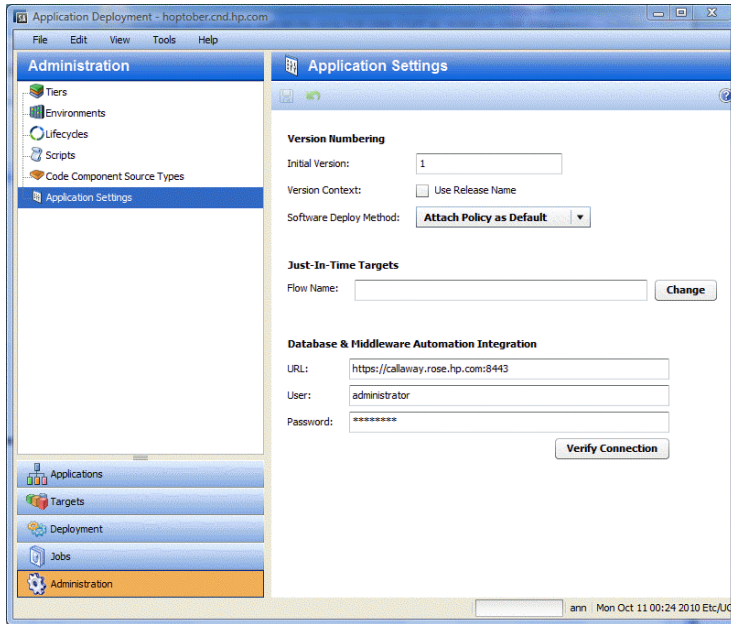 Application Deployment - hoptober.cnd.hp.com
File Edit View Tools Help
Administration
Tiers
Environments
Lifecycles
Scripts
Code Component Source Types
Application Settings
Applications
Targets
Deployment
Jobs
Administration
Application Settings
Version Numbering
Initial Version: 1
Version Context: Use Release Name
Software Deploy Method: Attach Policy as Default
Just-In-Time Targets
Flow Name: Change
Database & Middleware Automation Integration
URL: https://callaway.rose.hp.com:8443
User: administrator
Password: ********
Verify Connection
ann Mon Oct 11 00:24 2010 Etc/UC